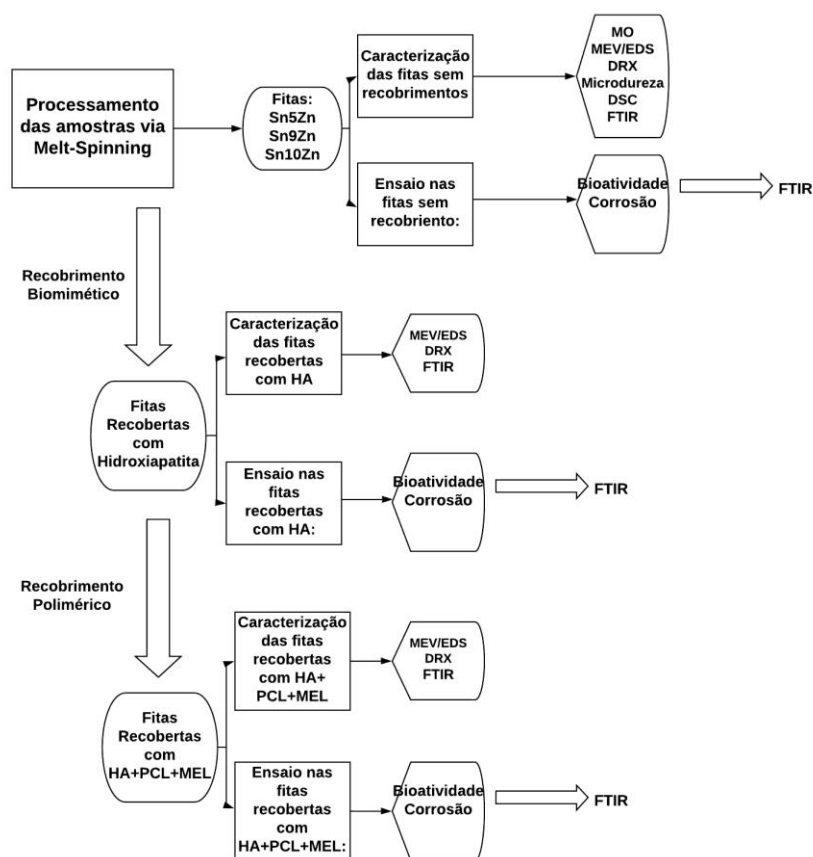 Processamento
das amostras via
Melt-Spinning
Fitas:
Sn5Zn
Sn9Zn
Sn10Zn
Caracterização
das fitas sem
recobrimentos
MO
MEV/EDS
DRX
Microdureza
DSC
FTIR
Ensaio nas
fitas sem
recobriento:
Bioatividade
Corrosão
FTIR
Recobrimento
Biomimético
Fitas
Recobertas
com
Hidroxiapatita
Caracterização
das fitas
recobertas
com HA
MEV/EDS
DRX
FTIR
Ensaio nas
fitas
recobertas
com HA:
Bioatividade
Corrosão
FTIR
Recobrimento
Polimérico
Fitas
Recobertas
com
HA+PCL+MEL
Caracterização
das fitas
recobertas
com HA+
PCL+MEL
MEV/EDS
DRX
FTIR
Ensaio nas
fitas
recobertas
com
HA+PCL+MEL:
Bioatividade
Corrosão
FTIR